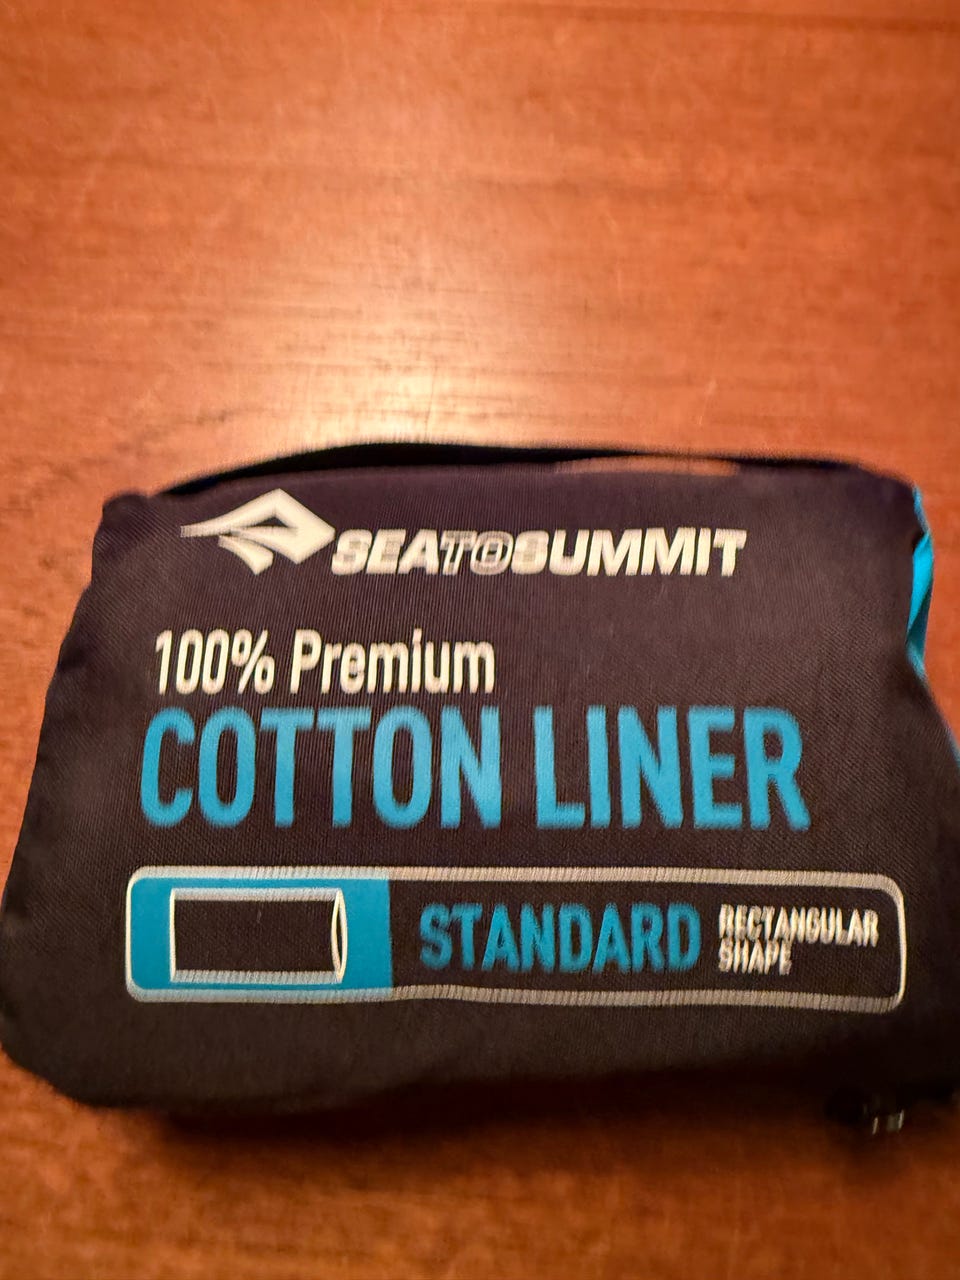 SEATOSUMMIT
100% Premium
COTTON LINER
STANDARD
RECTANGULAR
SHAPE